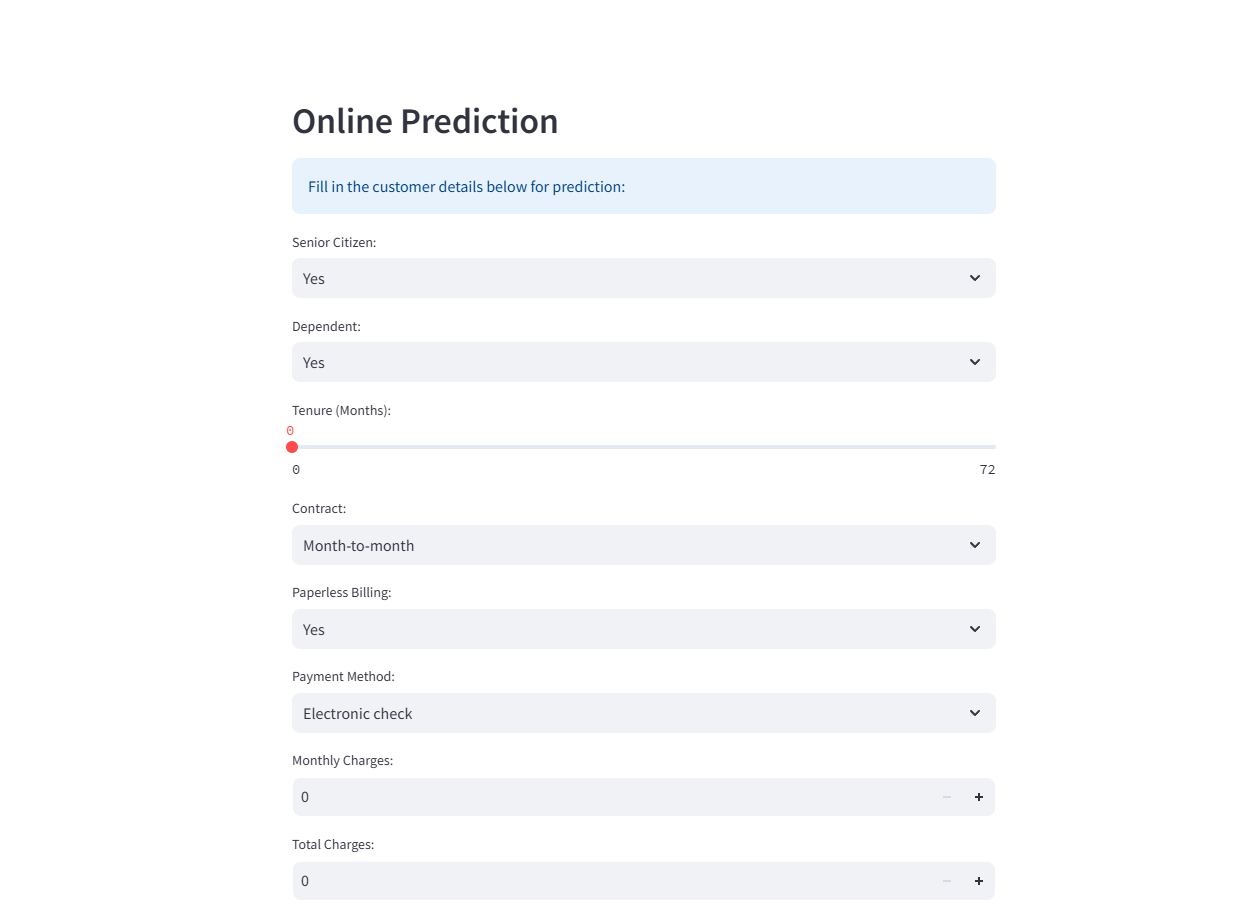 Online Prediction
Fill in the customer details below for prediction:
Senior Citizen:
Yes
Dependent:
Yes
Tenure (Months):
0
0 72
Contract:
Month-to-month
Paperless Billing:
Yes
Payment Method:
Electronic check
Monthly Charges:
0
Total Charges:
0